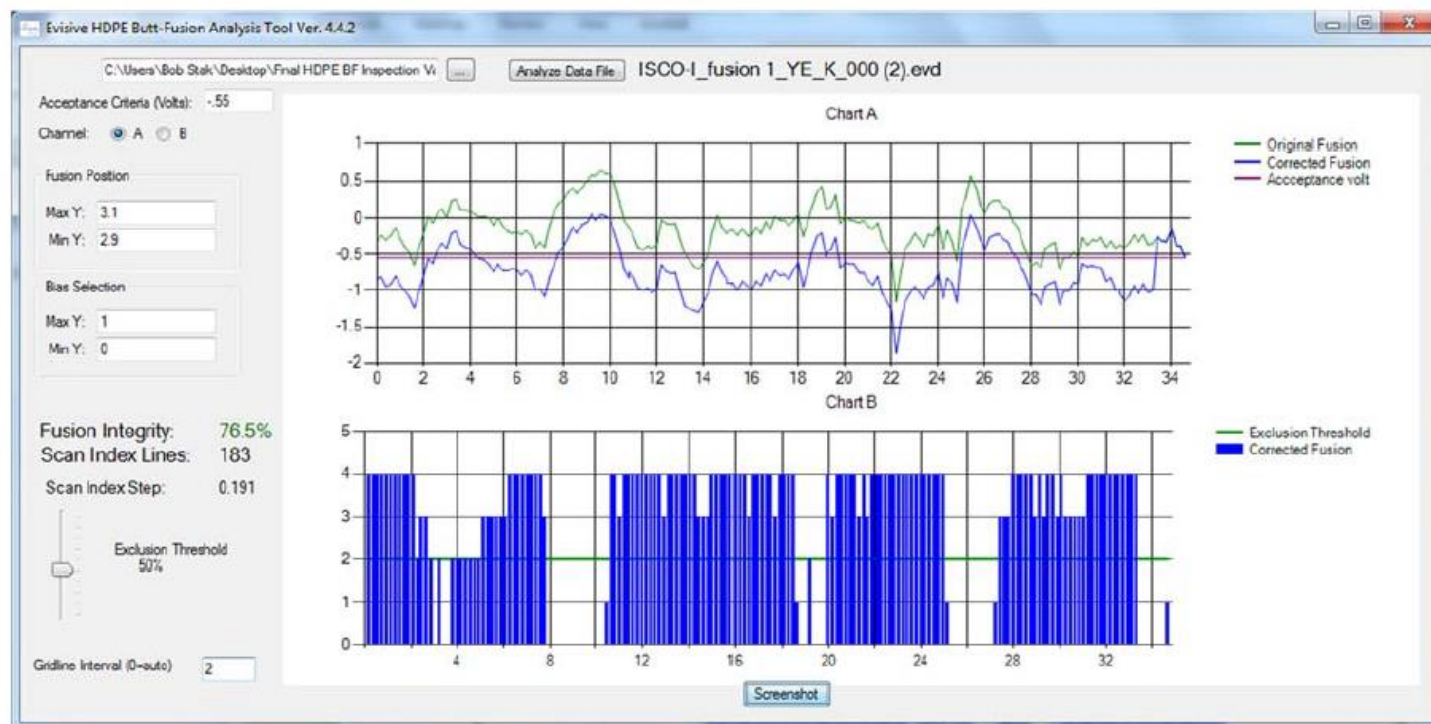 Evisive HDPE Butt-Fusion Analysis Tool Ver. 4.4.2
C:\Users\Bob Stak\Desktop\Final HDPE BF Inspection Va
...
Analyze Data File
ISCO-I_fusion 1_YE_K_000 (2).evd
Acceptance Criteria (Volts): -.55
Channel: A B
Fusion Position
Max Y: 3.1
Min Y: 2.9
Bias Selection
Max Y: 1
Min Y: 0
Fusion Integrity: 76.5%
Scan Index Lines: 183
Scan Index Step: 0.191
Exclusion Threshold
50%
Gridline Interval (0=auto) 2
Chart A
Original Fusion
Corrected Fusion
Accceptance volt
1
0.5
0
-0.5
-1
-1.5
-2
0 2 4 6 8 10 12 14 16 18 20 22 24 26 28 30 32 34
Chart B
Exclusion Threshold
Corrected Fusion
5
4
3
2
1
0
4 8 12 16 20 24 28 32
Screenshot